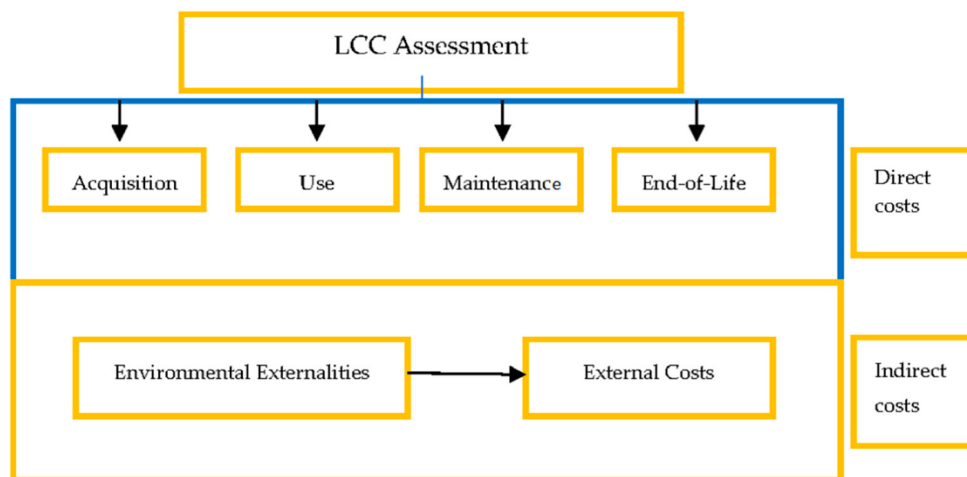 LCC Assessment
Acquisition
Use
Maintenance
End-of-Life
Direct
costs
Environmental Externalities
External Costs
Indirect
costs